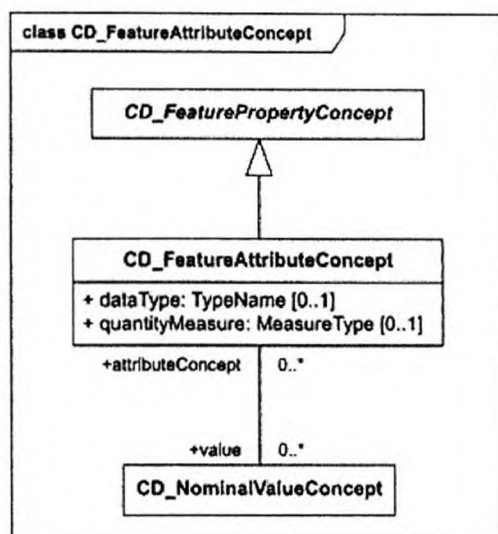 class CD_FeatureAttributeConcept
CD_FeaturePropertyConcept
CD_FeatureAttributeConcept
+ dataType: TypeName [0..1]
+ quantityMeasure: MeasureType [0..1]
+attributeConcept 0..*
+value 0..*
CD_NominalValueConcept